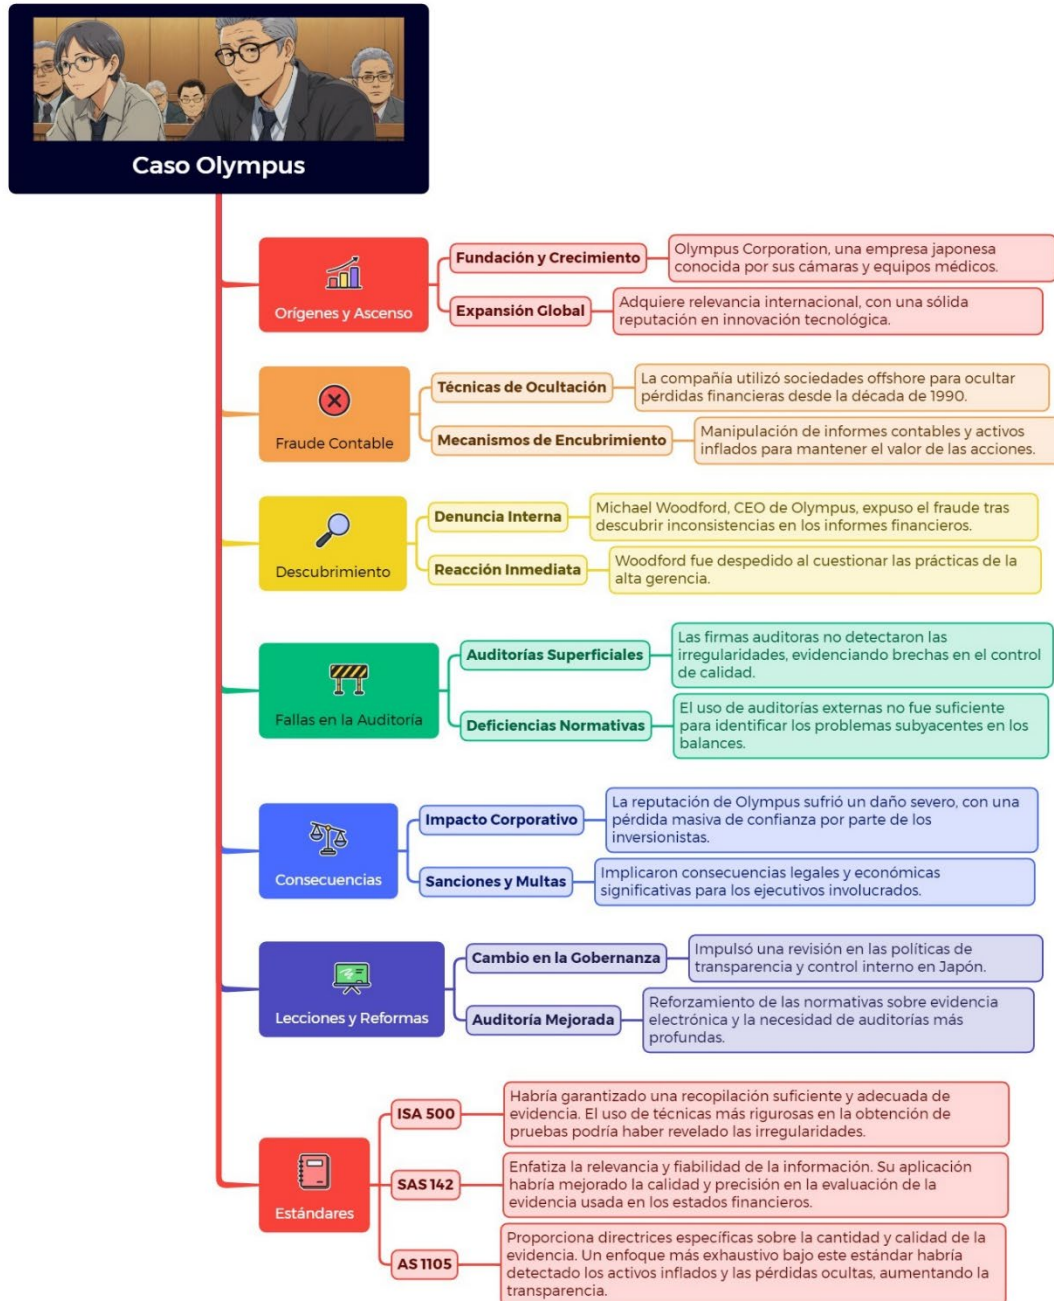 Caso Olympus
Orígenes y Ascenso
Fundación y Crecimiento
Olympus Corporation, una empresa japonesa
conocida por sus cámaras y equipos médicos.
Expansión Global
Adquiere relevancia internacional, con una sólida
reputación en innovación tecnológica.
Fraude Contable
Técnicas de Ocultación
La compañía utilizó sociedades offshore para ocultar
pérdidas financieras desde la década de 1990.
Mecanismos de Encubrimiento
Manipulación de informes contables y activos
inflados para mantener el valor de las acciones.
Descubrimiento
Denuncia Interna
Michael Woodford, CEO de Olympus, expuso el fraude tras
descubrir inconsistencias en los informes financieros.
Reacción Inmediata
Woodford fue despedido al cuestionar las prácticas de la
alta gerencia.
Fallas en la Auditoría
Auditorías Superficiales
Las firmas auditoras no detectaron las
irregularidades, evidenciando brechas en el control
de calidad.
Deficiencias Normativas
El uso de auditorías externas no fue suficiente
para identificar los problemas subyacentes en los
balances.
Consecuencias
Impacto Corporativo
La reputación de Olympus sufrió un daño severo, con una
pérdida masiva de confianza por parte de los
inversionistas.
Sanciones y Multas
Implicaron consecuencias legales y económicas
significativas para los ejecutivos involucrados.
Lecciones y Reformas
Cambio en la Gobernanza
Impulsó una revisión en las políticas de
transparencia y control interno en Japón.
Auditoría Mejorada
Reforzamiento de las normativas sobre evidencia
electrónica y la necesidad de auditorías más
profundas.
Estándares
ISA 500
Habría garantizado una recopilación suficiente y adecuada de
evidencia. El uso de técnicas más rigurosas en la obtención de
pruebas podría haber revelado las irregularidades.
SAS 142
Enfatiza la relevancia y fiabilidad de la información. Su aplicación
habría mejorado la calidad y precisión en la evaluación de la
evidencia usada en los estados financieros.
AS 1105
Proporciona directrices específicas sobre la cantidad y calidad de la
evidencia. Un enfoque más exhaustivo bajo este estándar habría
detectado los activos inflados y las pérdidas ocultas, aumentando la
transparencia.